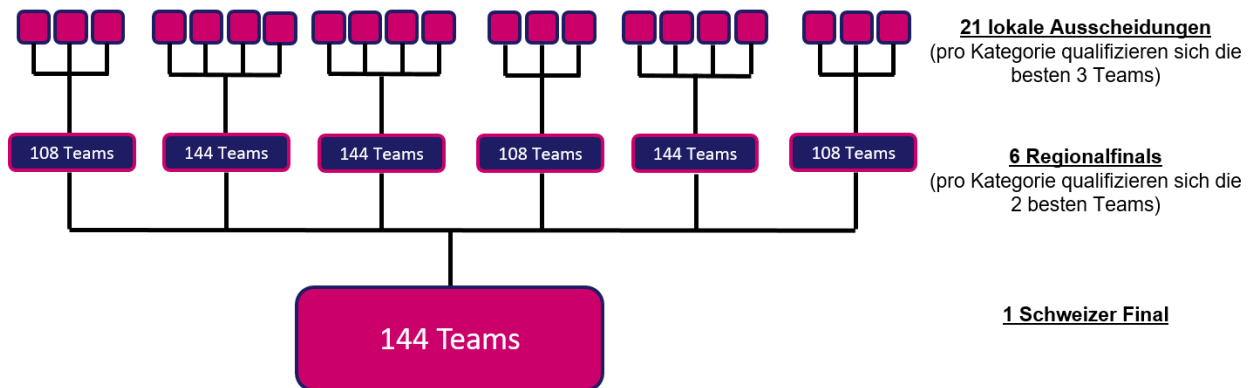 21 lokale Ausscheidungen
(pro Kategorie qualifizieren sich die
besten 3 Teams)
108 Teams
144 Teams
144 Teams
108 Teams
144 Teams
108 Teams
6 Regionalfinals
(pro Kategorie qualifizieren sich die
2 besten Teams)
144 Teams
1 Schweizer Final